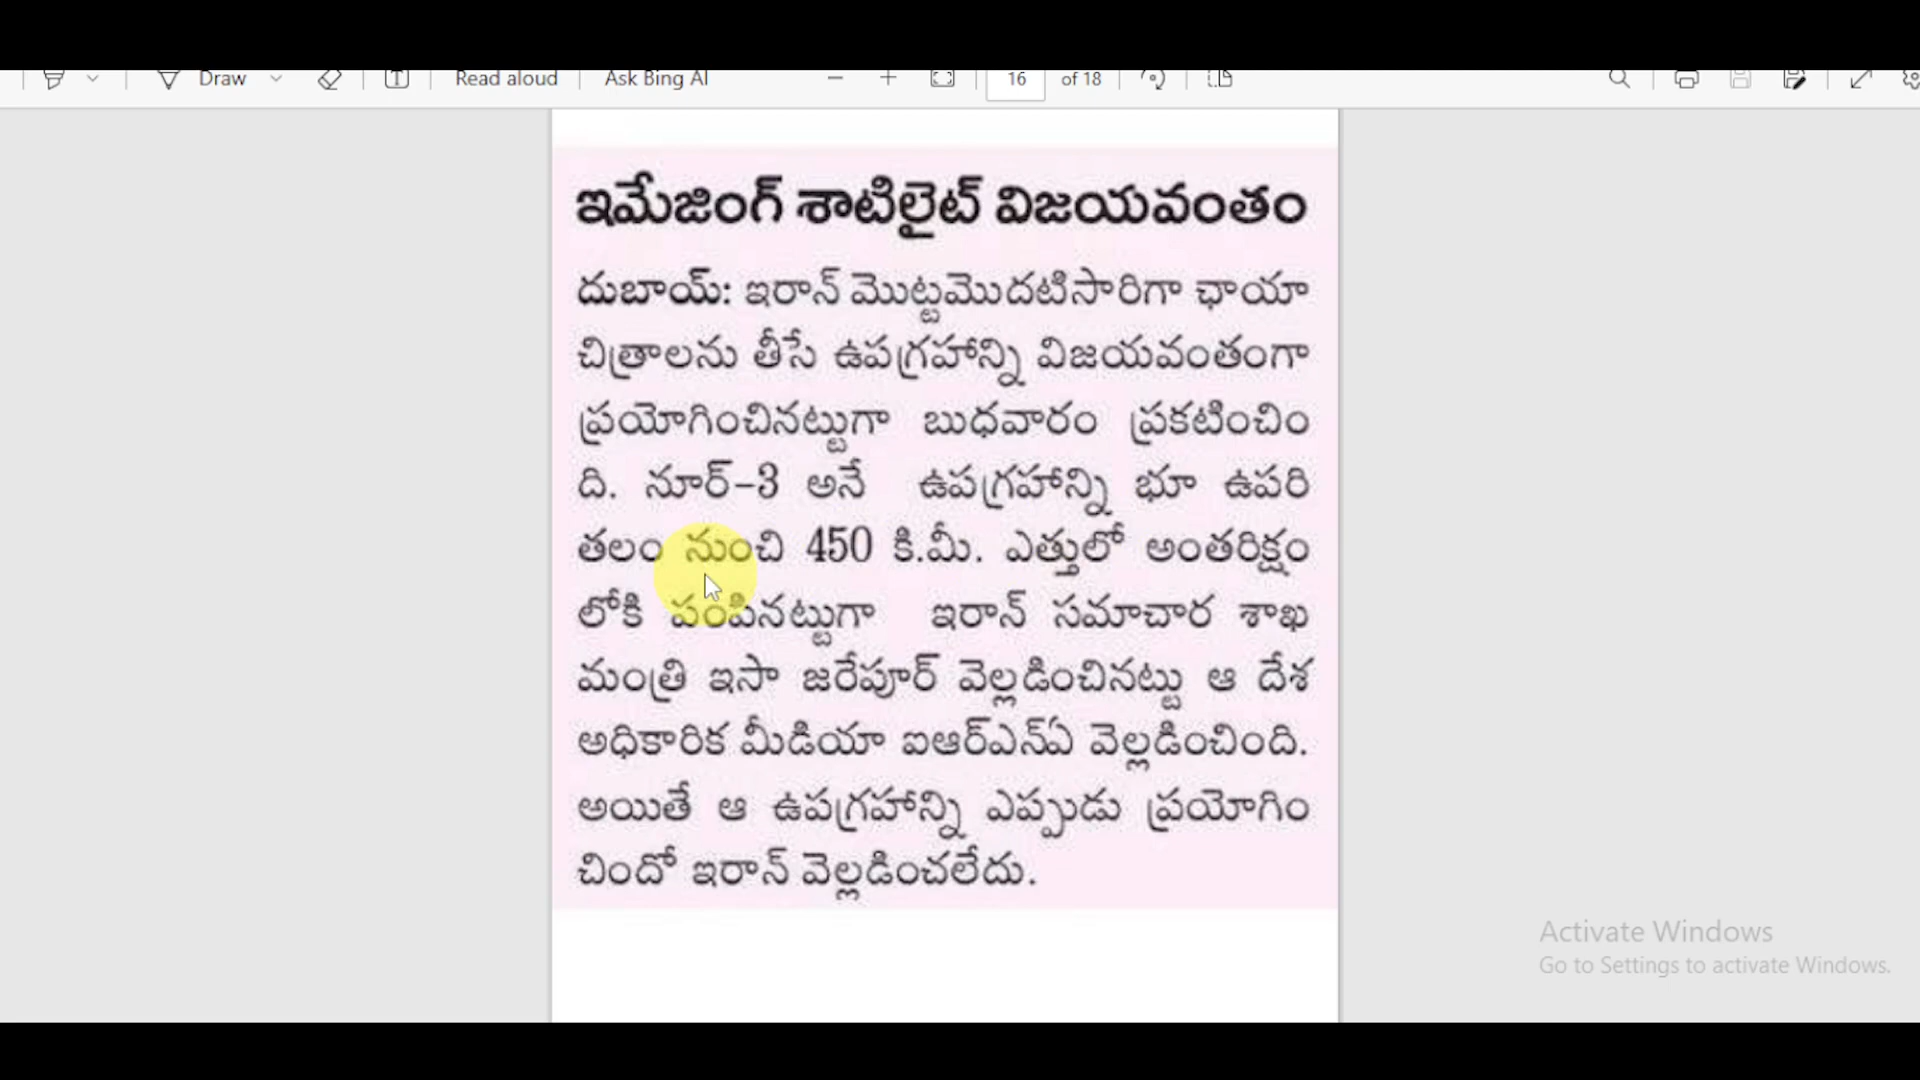 Draw
Read aloud
Ask Bing AI
16 of 18
ఇమేజింగ్ శాటిలైట్ విజయవంతం
దుబాయ్: ఇరాన్ మొట్టమొదటిసారిగా ఛాయా
చిత్రాలను తీసే ఉపగ్రహాన్ని విజయవంతంగా
ప్రయోగించినట్టుగా బుధవారం ప్రకటించిం
ది. నూర్-3 అనే ఉపగ్రహాన్ని భూ ఉపరి
తలం నుంచి 450 కి.మీ. ఎత్తులో అంతరిక్షం
లోకి పంపినట్టుగా ఇరాన్ సమాచార శాఖ
మంత్రి ఇసా జరేపూర్ వెల్లడించినట్టు ఆ దేశ
అధికారిక మీడియా ఐఆర్ఎన్ఏ వెల్లడించింది.
అయితే ఆ ఉపగ్రహాన్ని ఎప్పుడు ప్రయోగిం
చిందో ఇరాన్ వెల్లడించలేదు.
Activate Windows
Go to Settings to activate Windows.